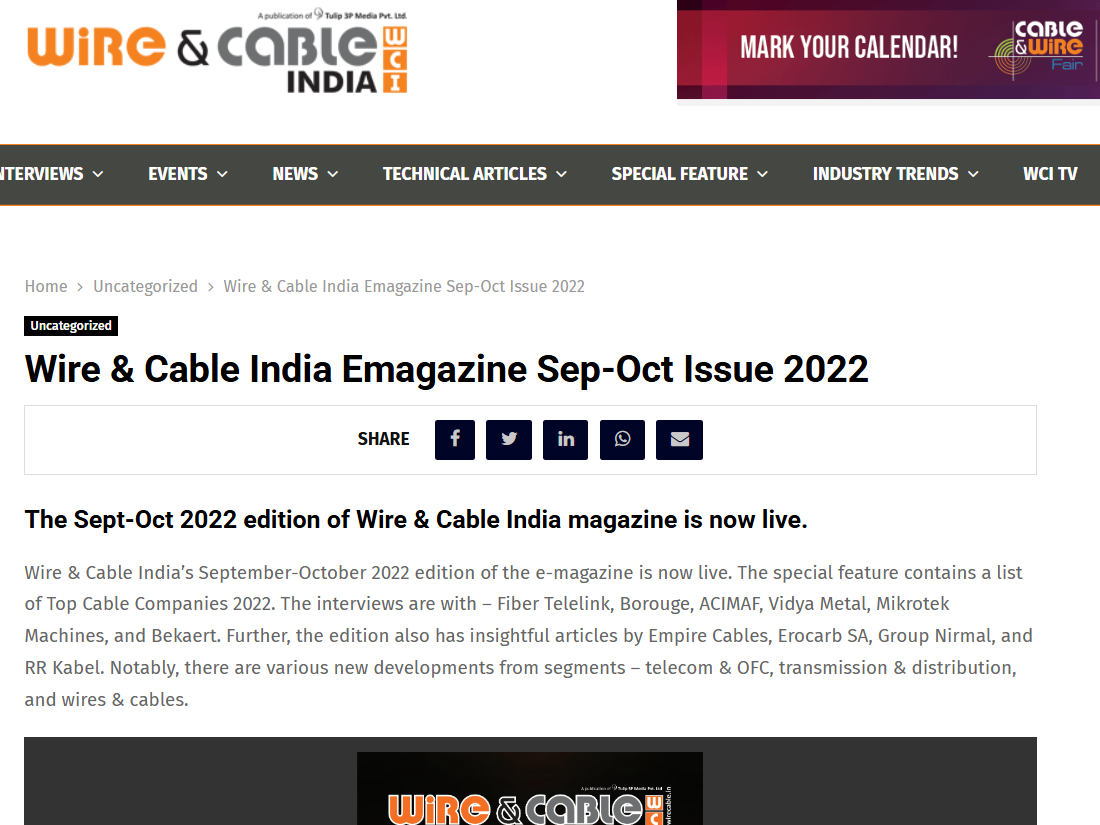 A publication of Tulip 3P Media Pvt. Ltd.
WiRE & CABLE WCI
INDIA
MARK YOUR CALENDAR!
CABLE
&WiRE
Fair
NTERVIEWS EVENTS NEWS TECHNICAL ARTICLES SPECIAL FEATURE INDUSTRY TRENDS WCI TV
Home > Uncategorized > Wire & Cable India Emagazine Sep-Oct Issue 2022
Uncategorized
Wire & Cable India Emagazine Sep-Oct Issue 2022
SHARE
The Sept-Oct 2022 edition of Wire & Cable India magazine is now live.
Wire & Cable India’s September-October 2022 edition of the e-magazine is now live. The special feature contains a list
of Top Cable Companies 2022. The interviews are with – Fiber Telelink, Borouge, ACIMAF, Vidya Metal, Mikrotek
Machines, and Bekaert. Further, the edition also has insightful articles by Empire Cables, Erocarb SA, Group Nirmal, and
RR Kabel. Notably, there are various new developments from segments – telecom & OFC, transmission & distribution,
and wires & cables.
A publication of Tulip 3P Media Pvt. Ltd.
WiRE & CABLE WC